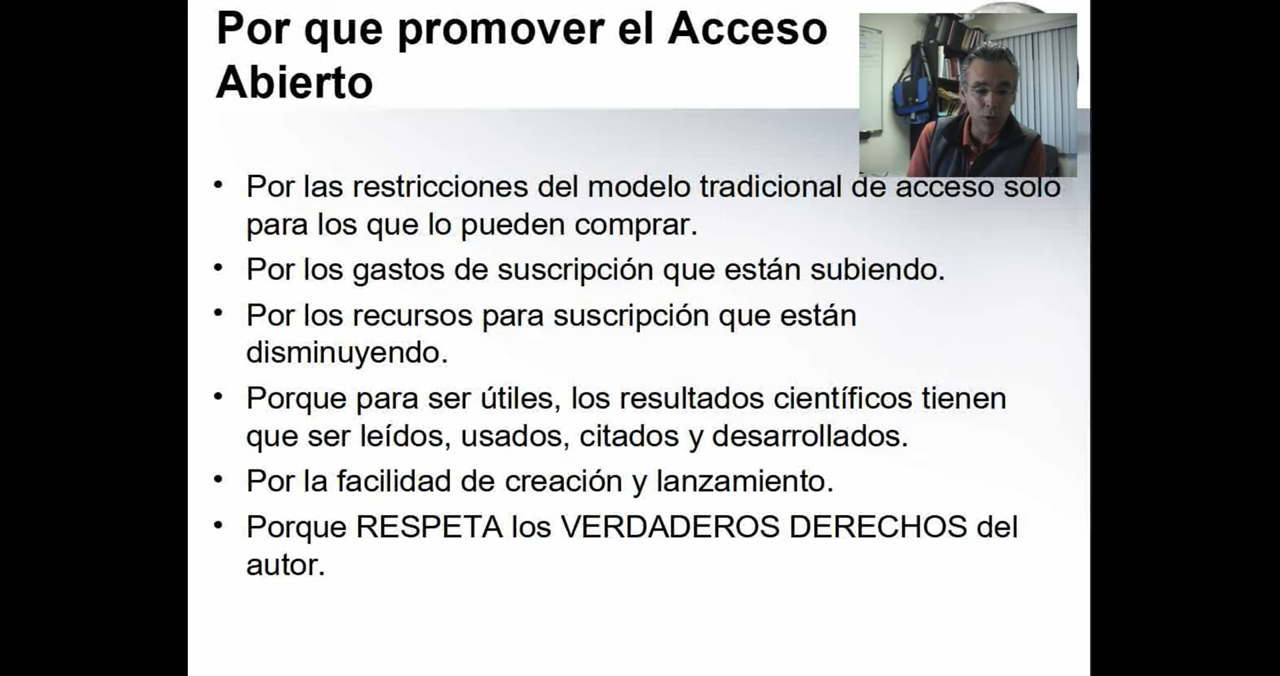 Por que promover el Acceso
Abierto
• Por las restricciones del modelo tradicional de acceso solo
para los que lo pueden comprar.
• Por los gastos de suscripción que están subiendo.
• Por los recursos para suscripción que están
disminuyendo.
• Porque para ser útiles, los resultados científicos tienen
que ser leídos, usados, citados y desarrollados.
• Por la facilidad de creación y lanzamiento.
• Porque RESPETA los VERDADEROS DERECHOS del
autor.